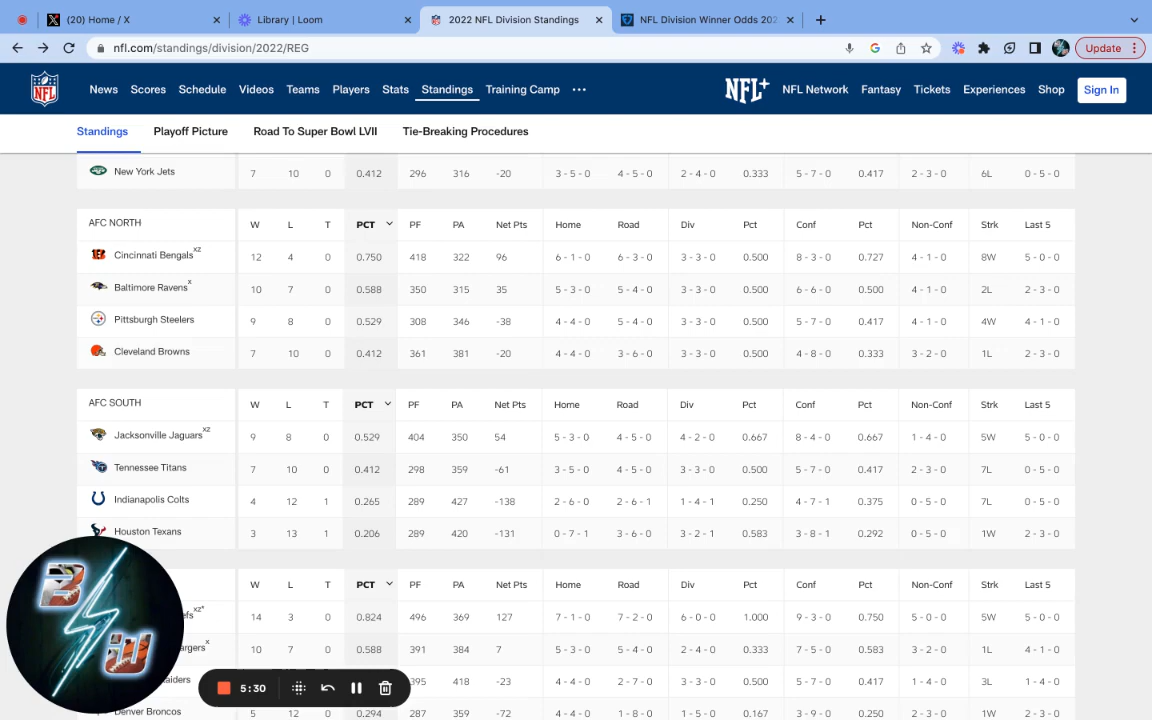 (20) Home / X
Library | Loom
2022 NFL Division Standings
NFL Division Winner Odds 202
nfl.com/standings/division/2022/REG
Update
NFL
News Scores Schedule Videos Teams Players Stats Standings Training Camp
NFL+ NFL Network Fantasy Tickets Experiences Shop Sign In
Standings Playoff Picture Road To Super Bowl LVII Tie-Breaking Procedures
New York Jets 7 10 0 0.412 296 316 -20 3 - 5 - 0 4 - 5 - 0 2 - 4 - 0 0.333 5 - 7 - 0 0.417 2 - 3 - 0 6L 0 - 5 - 0
AFC NORTH W L T PCT PF PA Net Pts Home Road Div Pct Conf Pct Non-Conf Strk Last 5
Cincinnati Bengals xz 12 4 0 0.750 418 322 96 6 - 1 - 0 6 - 3 - 0 3 - 3 - 0 0.500 8 - 3 - 0 0.727 4 - 1 - 0 8W 5 - 0 - 0
Baltimore Ravens x 10 7 0 0.588 350 315 35 5 - 3 - 0 5 - 4 - 0 3 - 3 - 0 0.500 6 - 6 - 0 0.500 4 - 1 - 0 2L 2 - 3 - 0
Pittsburgh Steelers 9 8 0 0.529 308 346 -38 4 - 4 - 0 5 - 4 - 0 3 - 3 - 0 0.500 5 - 7 - 0 0.417 4 - 1 - 0 4W 4 - 1 - 0
Cleveland Browns 7 10 0 0.412 361 381 -20 4 - 4 - 0 3 - 6 - 0 3 - 3 - 0 0.500 4 - 8 - 0 0.333 3 - 2 - 0 1L 2 - 3 - 0
AFC SOUTH W L T PCT PF PA Net Pts Home Road Div Pct Conf Pct Non-Conf Strk Last 5
Jacksonville Jaguars xz 9 8 0 0.529 404 350 54 5 - 3 - 0 4 - 5 - 0 4 - 2 - 0 0.667 8 - 4 - 0 0.667 1 - 4 - 0 5W 5 - 0 - 0
Tennessee Titans 7 10 0 0.412 298 359 -61 3 - 5 - 0 4 - 5 - 0 3 - 3 - 0 0.500 5 - 7 - 0 0.417 2 - 3 - 0 7L 0 - 5 - 0
Indianapolis Colts 4 12 1 0.265 289 427 -138 2 - 6 - 0 2 - 6 - 1 1 - 4 - 1 0.250 4 - 7 - 1 0.375 0 - 5 - 0 7L 0 - 5 - 0
Houston Texans 3 13 1 0.206 289 420 -131 0 - 7 - 1 3 - 6 - 0 3 - 2 - 1 0.583 3 - 8 - 1 0.292 0 - 5 - 0 1W 2 - 3 - 0
W L T PCT PF PA Net Pts Home Road Div Pct Conf Pct Non-Conf Strk Last 5
efs xz* 14 3 0 0.824 496 369 127 7 - 1 - 0 7 - 2 - 0 6 - 0 - 0 1.000 9 - 3 - 0 0.750 5 - 0 - 0 5W 5 - 0 - 0
argers x 10 7 0 0.588 391 384 7 5 - 3 - 0 5 - 4 - 0 2 - 4 - 0 0.333 7 - 5 - 0 0.583 3 - 2 - 0 1L 4 - 1 - 0
aiders 395 418 -23 4 - 4 - 0 2 - 7 - 0 3 - 3 - 0 0.500 5 - 7 - 0 0.417 1 - 4 - 0 3L 1 - 4 - 0
Denver Broncos 5 12 0 0.294 287 359 -72 4 - 4 - 0 1 - 8 - 0 1 - 5 - 0 0.167 3 - 9 - 0 0.250 2 - 3 - 0 1W 2 - 3 - 0
B U
5:30